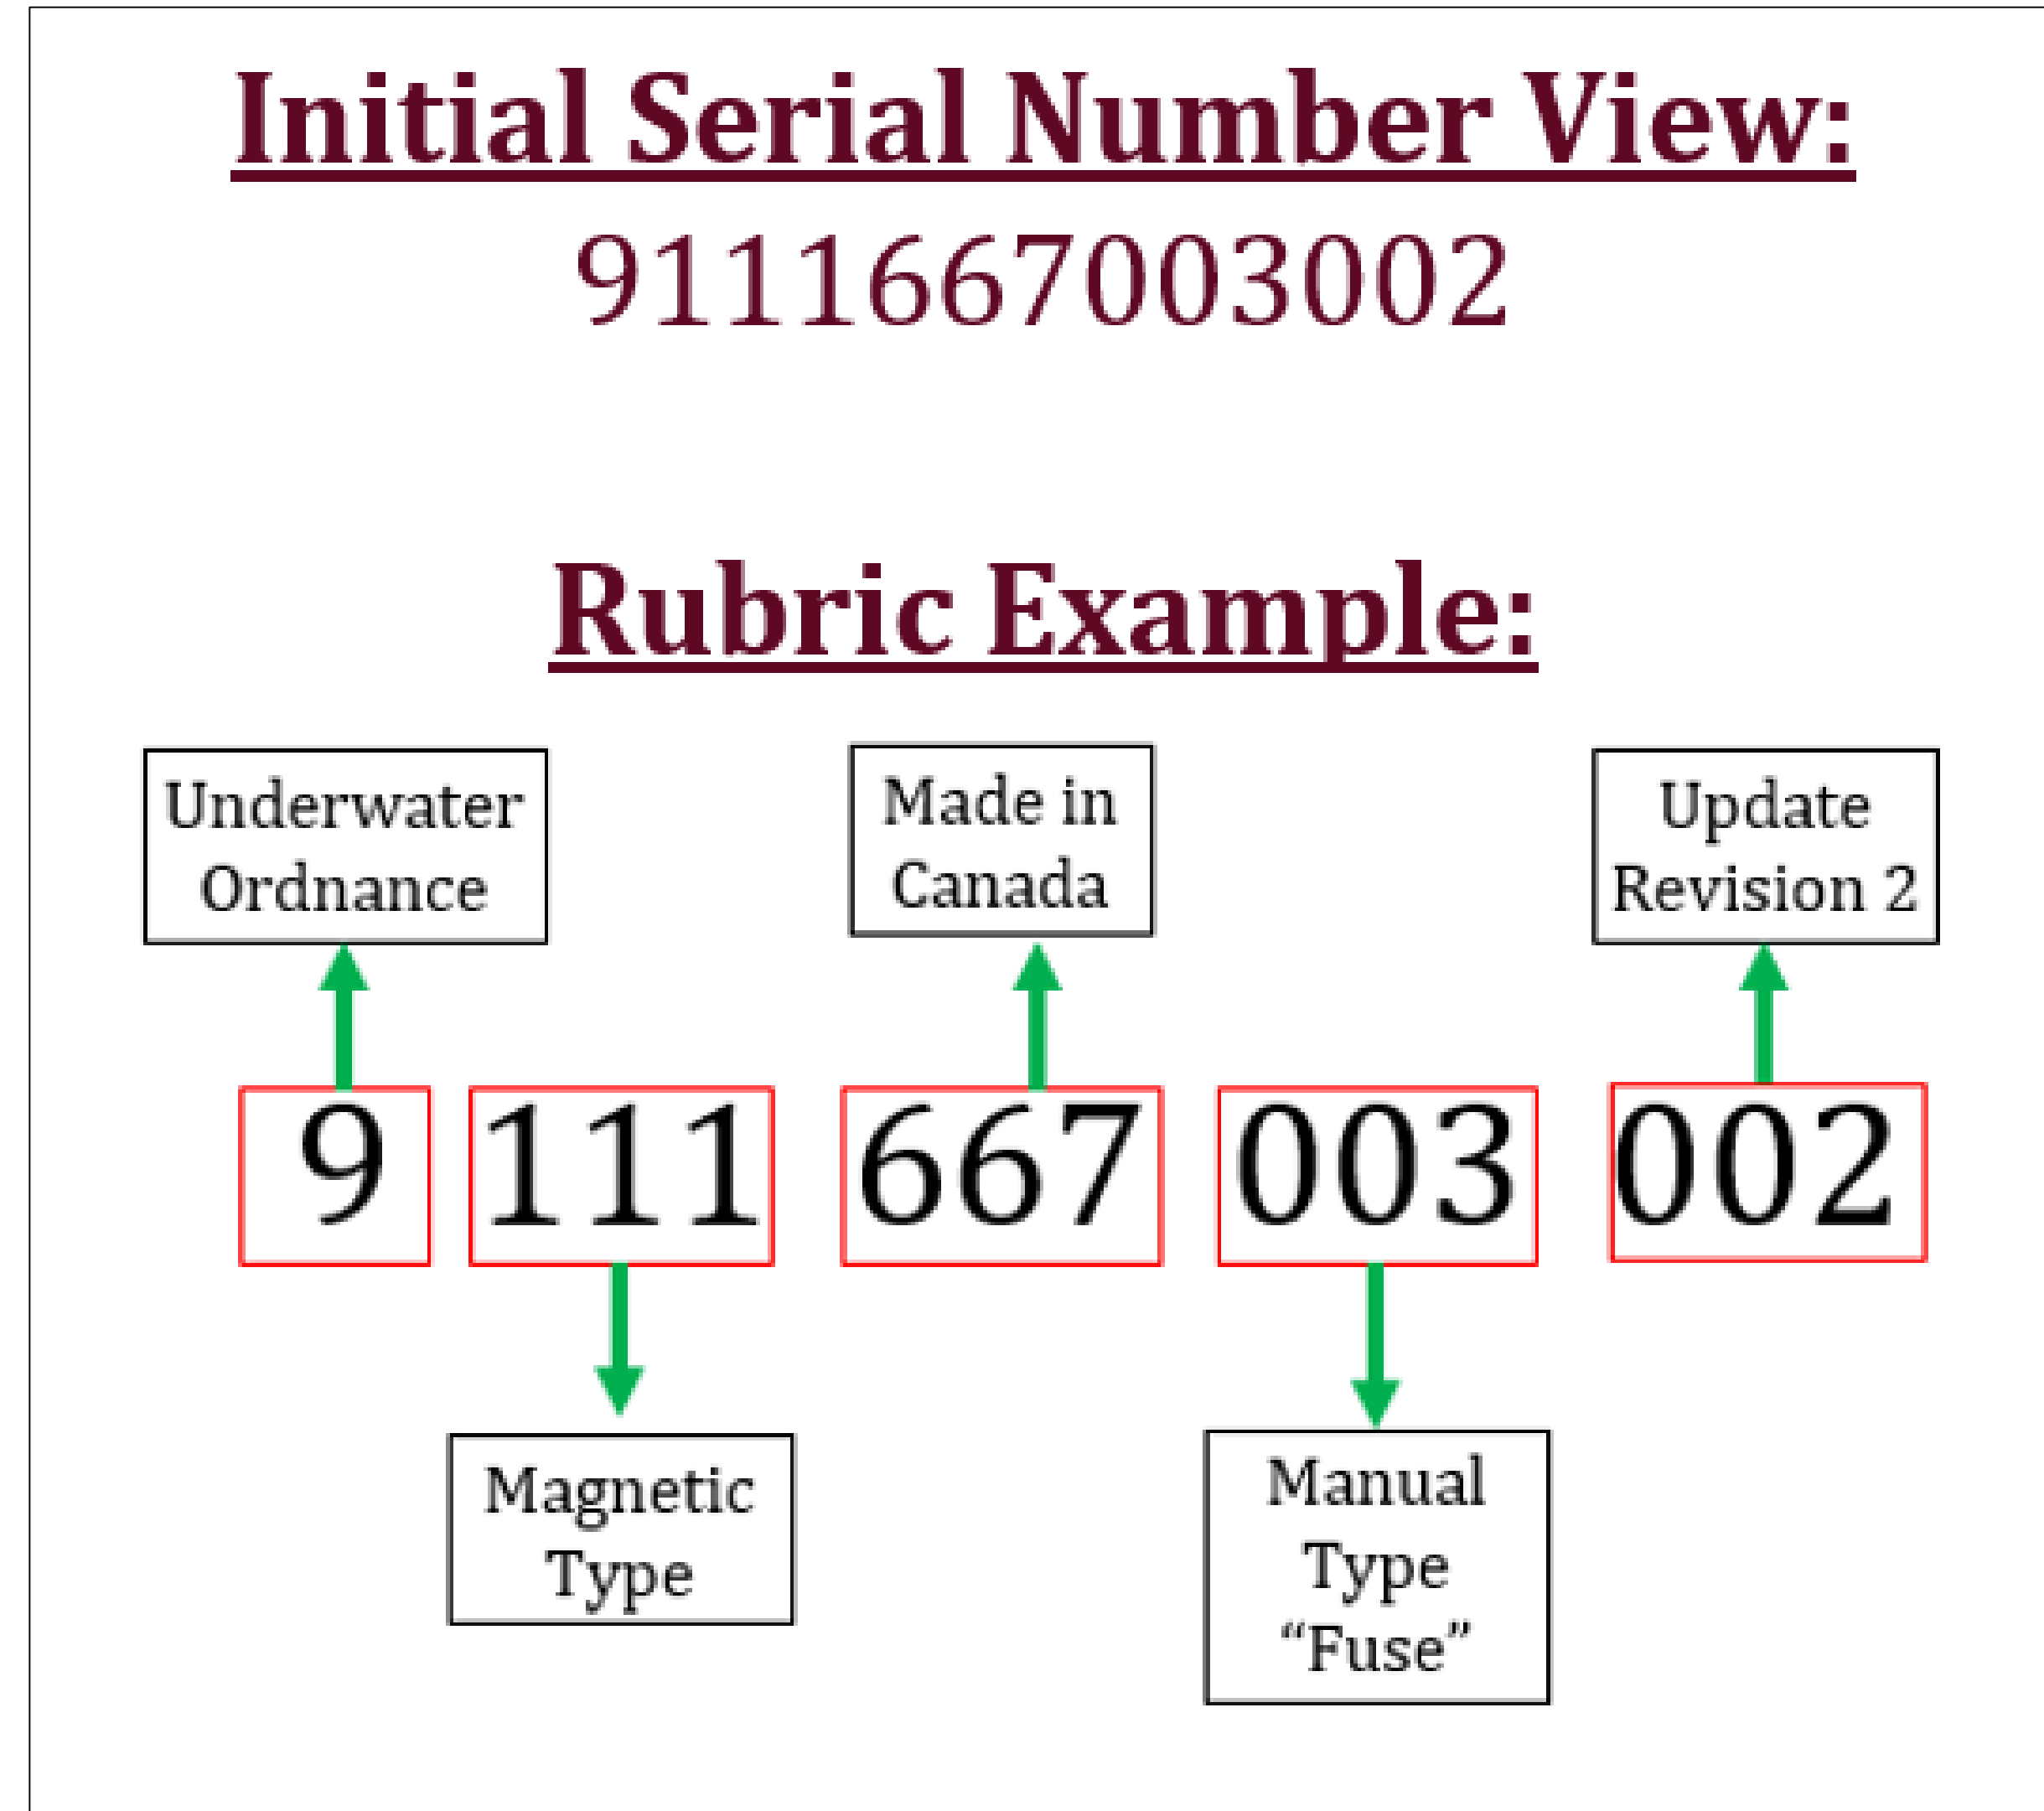 Initial Serial Number View:
9111667003002
Rubric Example:
Underwater
Ordnance
Made in
Canada
Update
Revision 2
9 111 667 003 002
Magnetic
Type
Manual
Type
“Fuse”